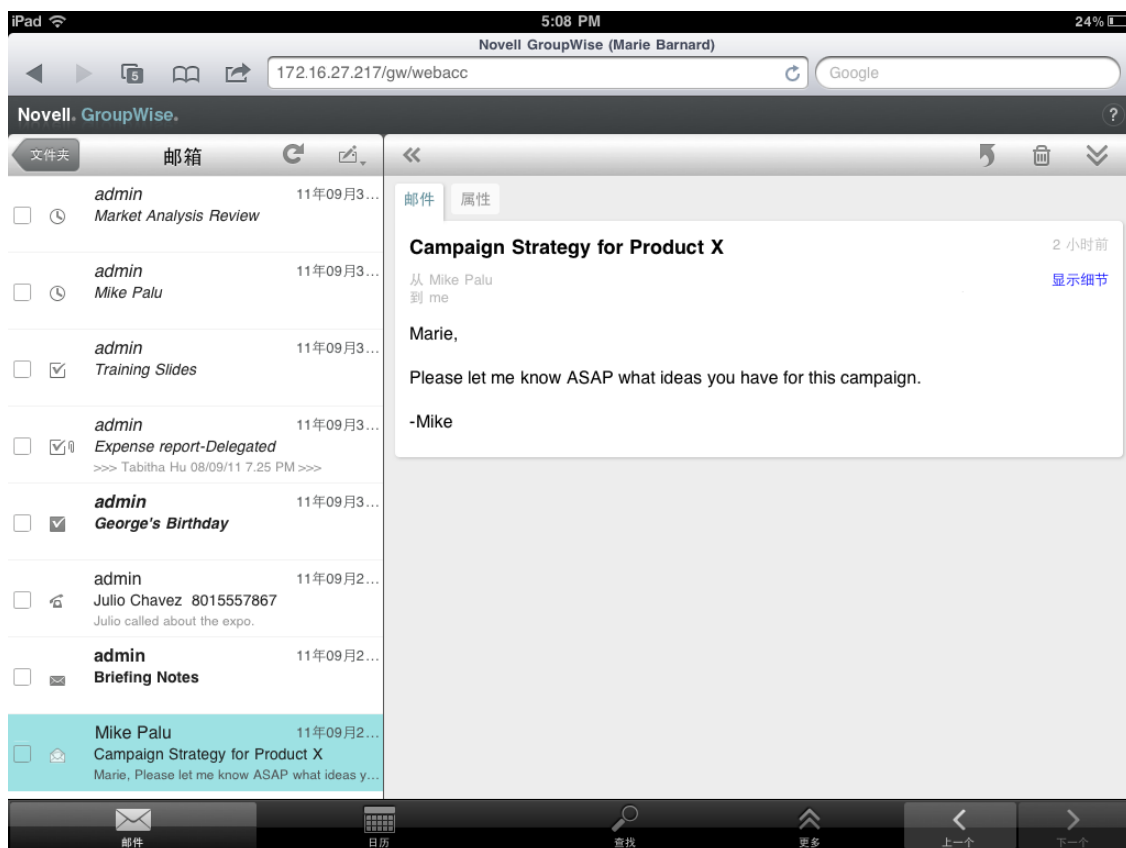 iPad
5:08 PM
24%
Novell GroupWise (Marie Barnard)
5
172.16.27.217/gw/webacc
Google
Novell. GroupWise.
?
文件夹
邮箱
admin
11年09月3...
Market Analysis Review
admin
11年09月3...
Mike Palu
admin
11年09月3...
Training Slides
admin
11年09月3...
Expense report-Delegated
>>> Tabitha Hu 08/09/11 7.25 PM >>>
admin
11年09月3...
George's Birthday
admin
11年09月2...
Julio Chavez 8015557867
Julio called about the expo.
admin
11年09月2...
Briefing Notes
Mike Palu
11年09月2...
Campaign Strategy for Product X
Marie, Please let me know ASAP what ideas y...
邮件
属性
Campaign Strategy for Product X
2 小时前
从 Mike Palu
显示细节
到 me
Marie,
Please let me know ASAP what ideas you have for this campaign.
-Mike
邮件
日历
查找
更多
上一个
下一个